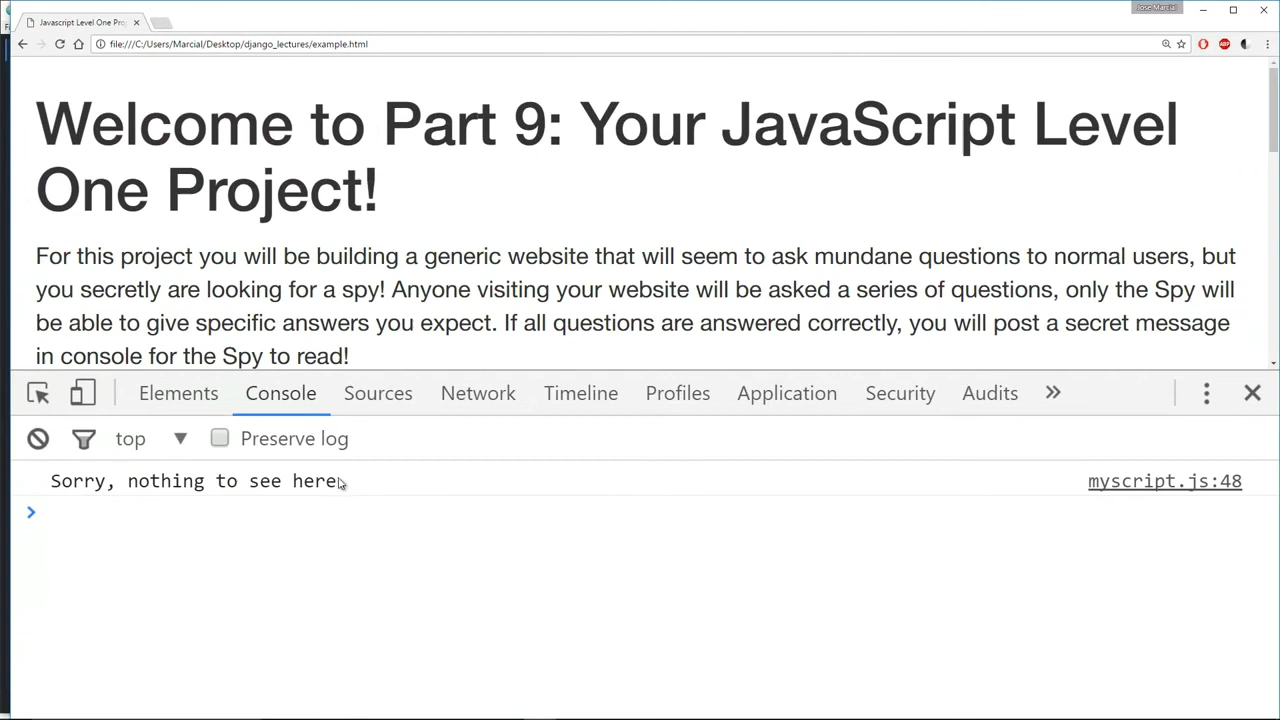 Jose Marcial
Javascript Level One Pro
file:///C:/Users/Marcial/Desktop/django_lectures/example.html
ABP
Welcome to Part 9: Your JavaScript Level
One Project!
For this project you will be building a generic website that will seem to ask mundane questions to normal users, but
you secretly are looking for a spy! Anyone visiting your website will be asked a series of questions, only the Spy will
be able to give specific answers you expect. If all questions are answered correctly, you will post a secret message
in console for the Spy to read!
Elements Console Sources Network Timeline Profiles Application Security Audits »
top Preserve log
Sorry, nothing to see here. myscript.js:48